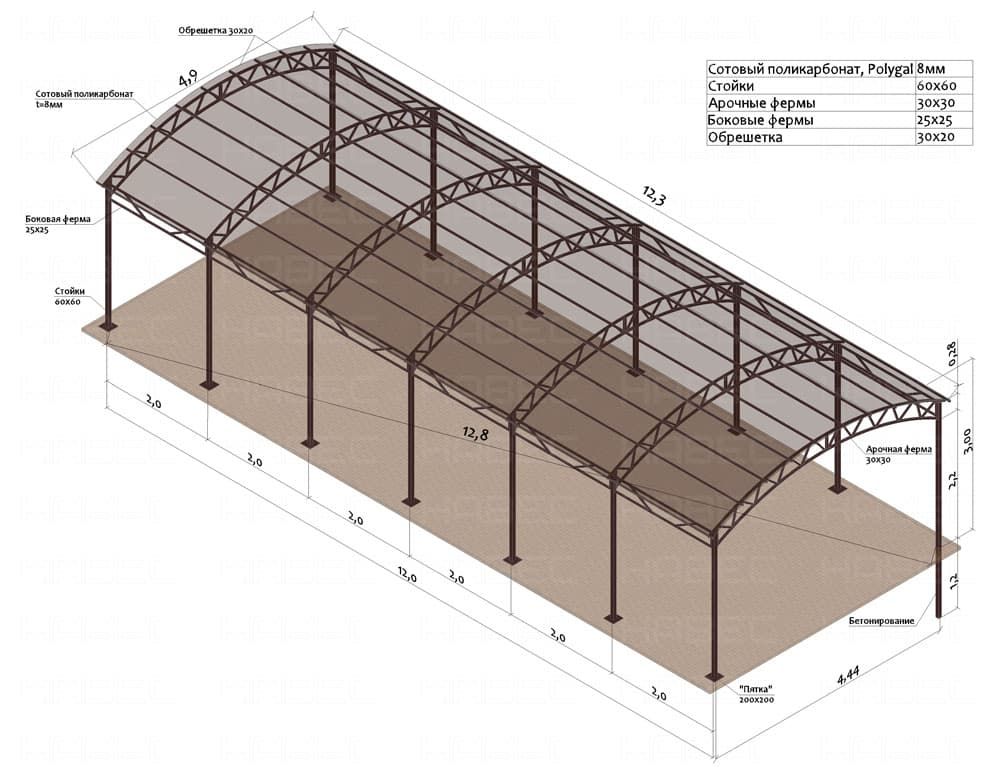 Обрешетка 30х20
4,9
Сотовый поликарбонат
t=8мм
Сотовый поликарбонат, Polygal 8мм
Стойки 60х60
Арочные фермы 30х30
Боковые фермы 25х25
Обрешетка 30х20
12,3
Боковая ферма
25х25
Стойки
60х60
0,28
3,00
2,2
1,2
Арочная ферма
30х30
2,0
2,0
2,0
2,0
2,0
2,0
12,8
12,0
Бетонирование
4,44
"Пятка"
200х200
НАВЕС